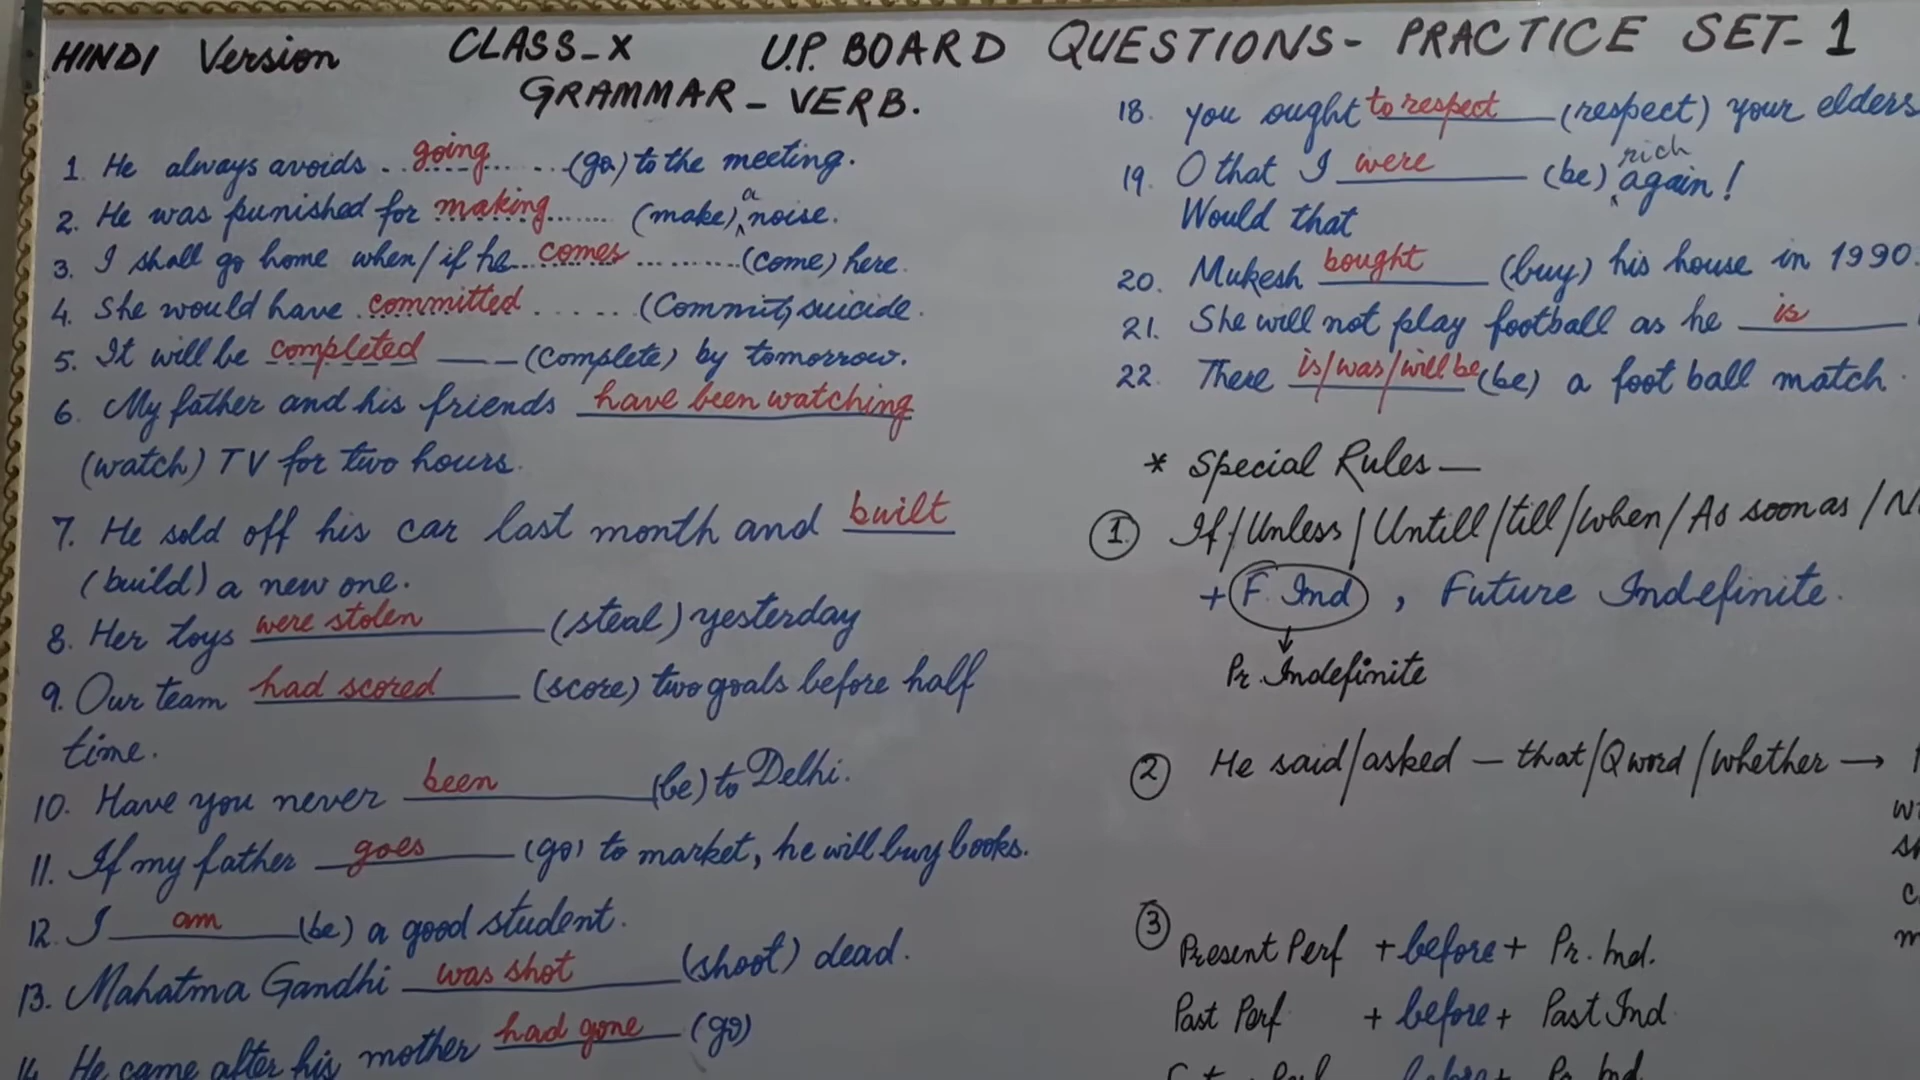 HINDI Version CLASS-X U.P. BOARD QUESTIONS- PRACTICE SET-1
GRAMMAR - VERB.
1. He always avoids going (go) to the meeting.
2. He was punished for making (make) a noise.
3. I shall go home when/if he comes (come) here.
4. She would have committed (Commit) suicide.
5. It will be completed (Complete) by tomorrow.
6. My father and his friends have been watching
(watch) TV for two hours.
7. He sold off his car last month and built
(build) a new one.
8. Her toys were stolen (steal) yesterday
9. Our team had scored (score) two goals before half
time.
10. Have you never been (be) to Delhi.
11. If my father goes (go) to market, he will buy books.
12. I am (be) a good student.
13. Mahatma Gandhi was shot (shoot) dead.
14. He came after his mother had gone (go)
18. you ought to respect (respect) your elders
19. O that I were (be) rich again!
Would that
20. Mukesh bought (buy) his house in 1990.
21. She will not play football as he is
22. There is/was/will be (be) a foot ball match.
* Special Rules —
① If/Unless/Untill/till/when/As soon as/N
+ F. Ind, Future Indefinite.
↓
Pr. Indefinite
② He said/asked — that/Q word/whether →
wi
sh
c
m
③ Present Perf + before + Pr. Ind.
Past Perf + before + Past Ind
before + Pr. Ind.